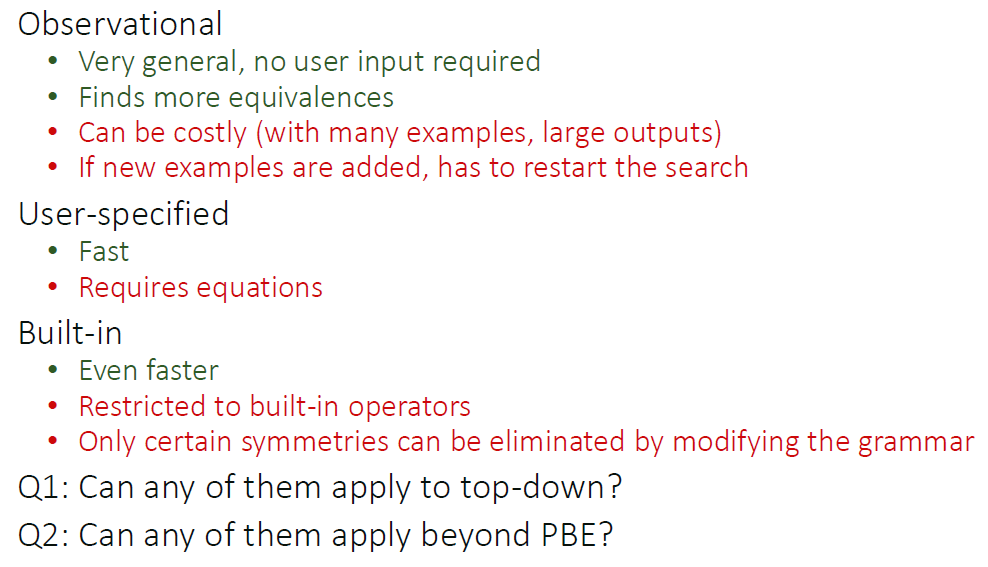 Observational
• Very general, no user input required
• Finds more equivalences
• Can be costly (with many examples, large outputs)
• If new examples are added, has to restart the search
User-specified
• Fast
• Requires equations
Built-in
• Even faster
• Restricted to built-in operators
• Only certain symmetries can be eliminated by modifying the grammar
Q1: Can any of them apply to top-down?
Q2: Can any of them apply beyond PBE?